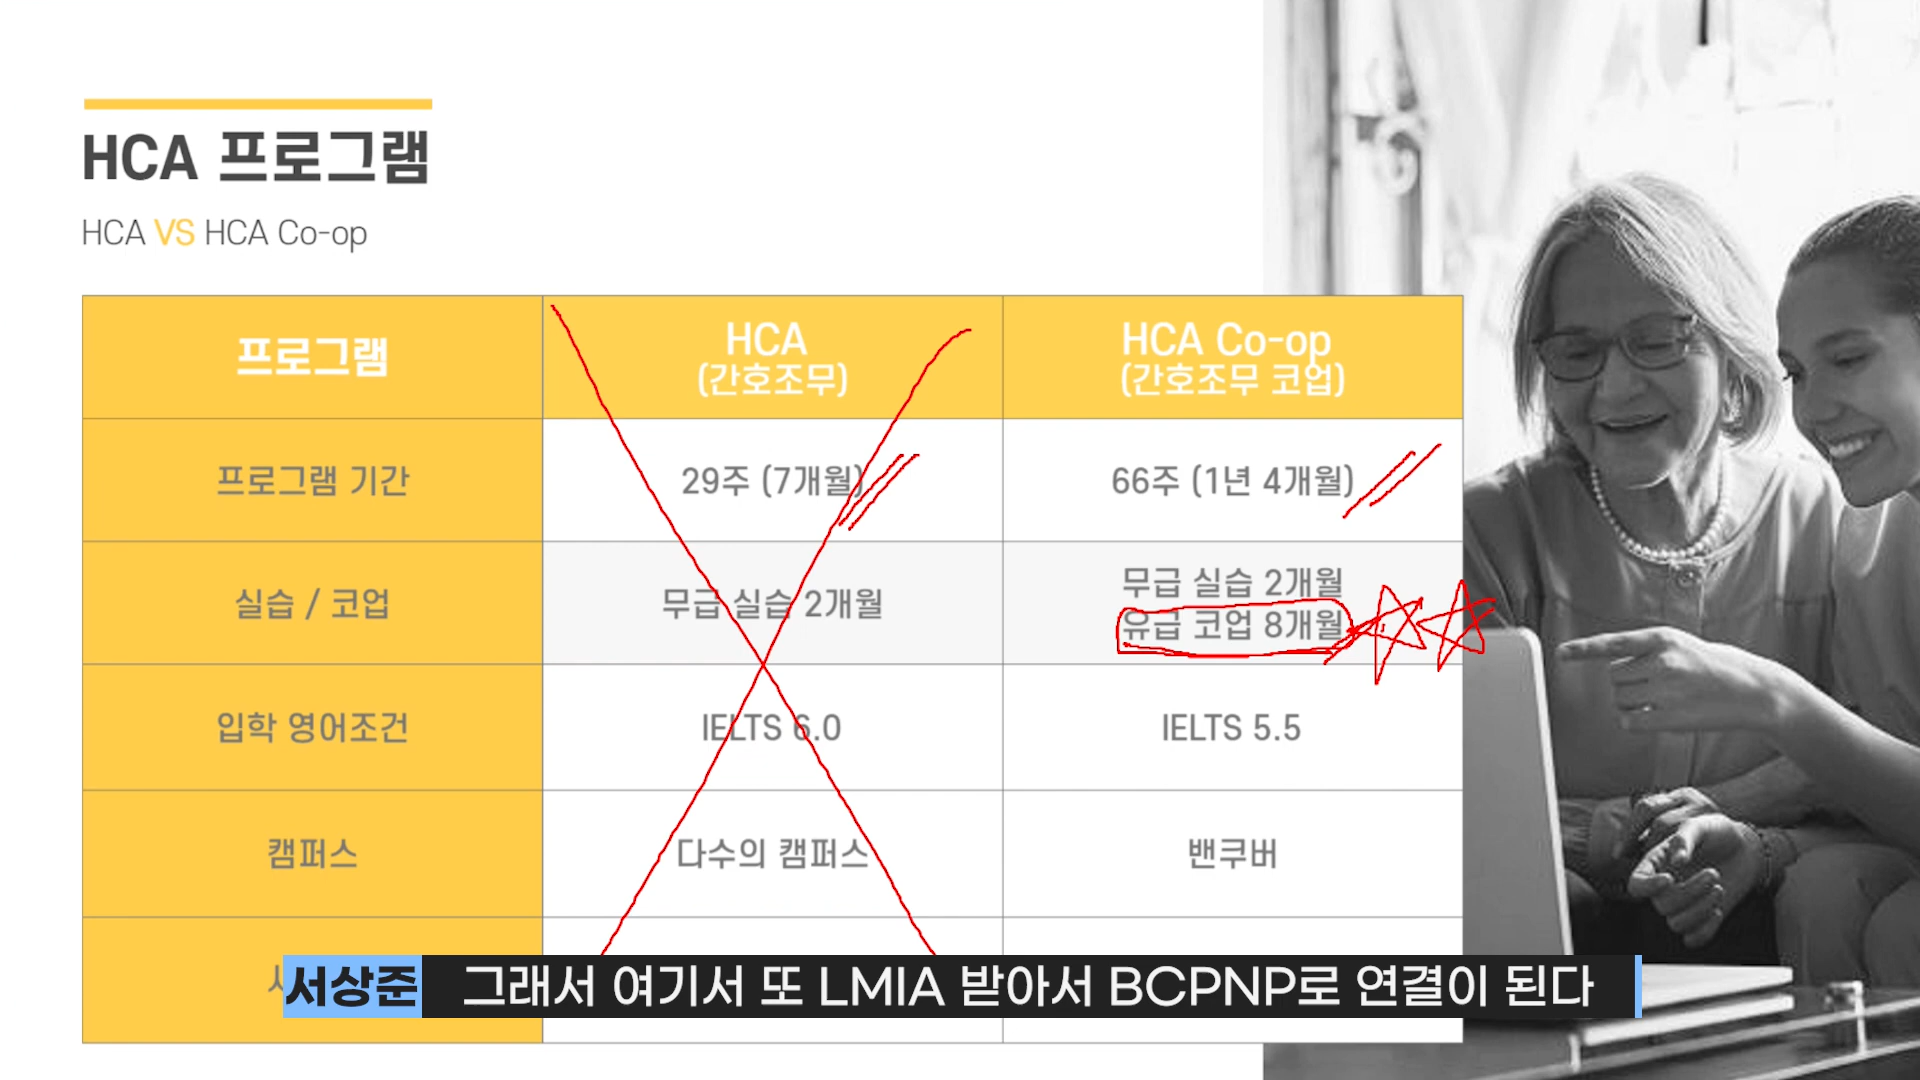 HCA 프로그램
HCA VS HCA Co-op
프로그램
HCA
(간호조무)
HCA Co-op
(간호조무 코업)
프로그램 기간
29주 (7개월)
66주 (1년 4개월)
실습 / 코업
무급 실습 2개월
무급 실습 2개월
유급 코업 8개월
입학 영어조건
IELTS 6.0
IELTS 5.5
캠퍼스
다수의 캠퍼스
밴쿠버
서상준 그래서 여기서 또 LMIA 받아서 BCPNP로 연결이 된다